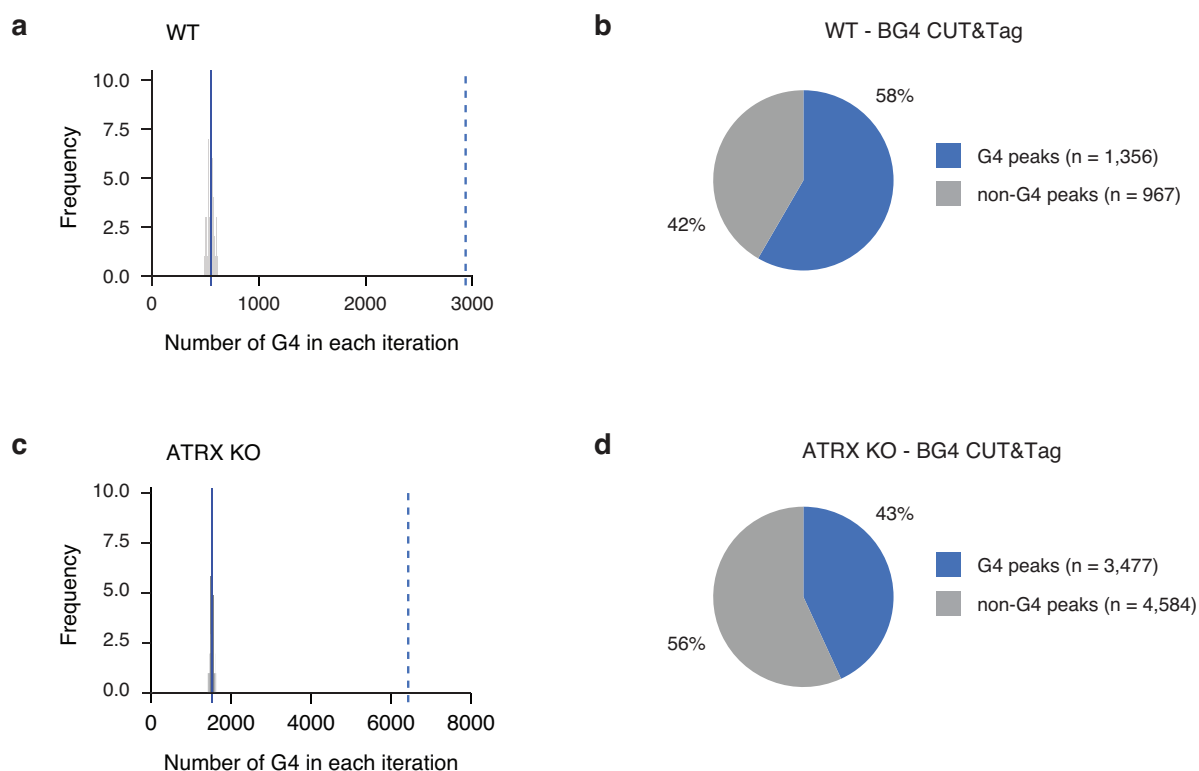 a
WT
10.0
7.5
5.0
2.5
0.0
Frequency
0 1000 2000 3000
Number of G4 in each iteration
b
WT - BG4 CUT&Tag
58%
42%
G4 peaks (n = 1,356)
non-G4 peaks (n = 967)
c
ATRX KO
10.0
7.5
5.0
2.5
0.0
Frequency
0 2000 4000 6000 8000
Number of G4 in each iteration
d
ATRX KO - BG4 CUT&Tag
43%
56%
G4 peaks (n = 3,477)
non-G4 peaks (n = 4,584)